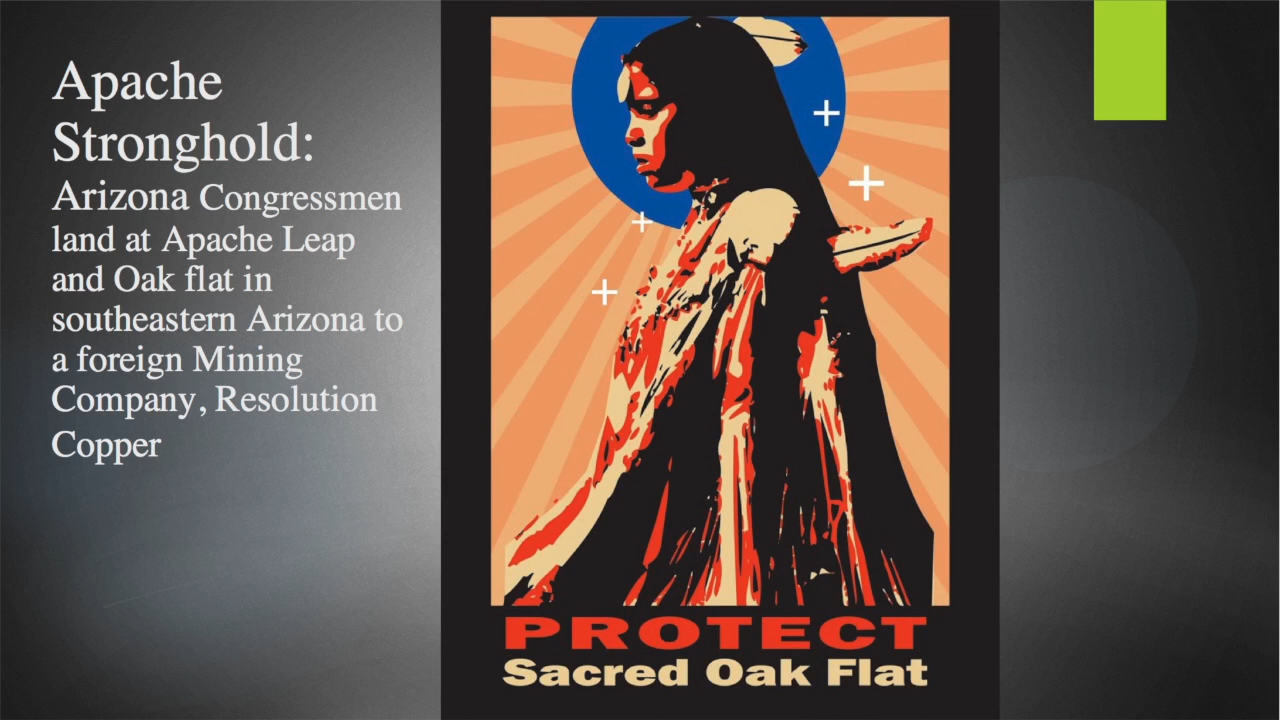 Apache
Stronghold:
Arizona Congressmen
land at Apache Leap
and Oak flat in
southeastern Arizona to
a foreign Mining
Company, Resolution
Copper
PROTECT
Sacred Oak Flat